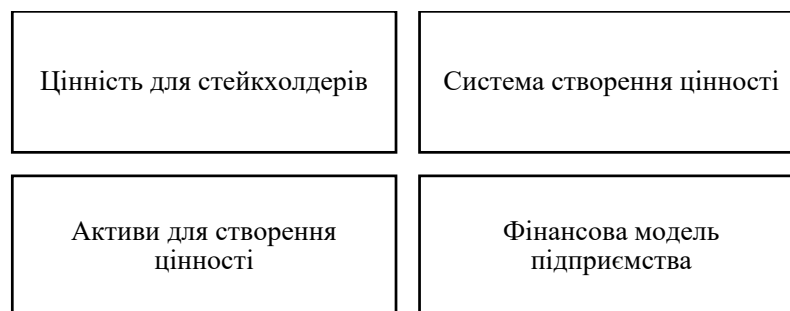 Цінність для стейкхолдерів
Система створення цінності
Активи для створення
цінності
Фінансова модель
підприємства